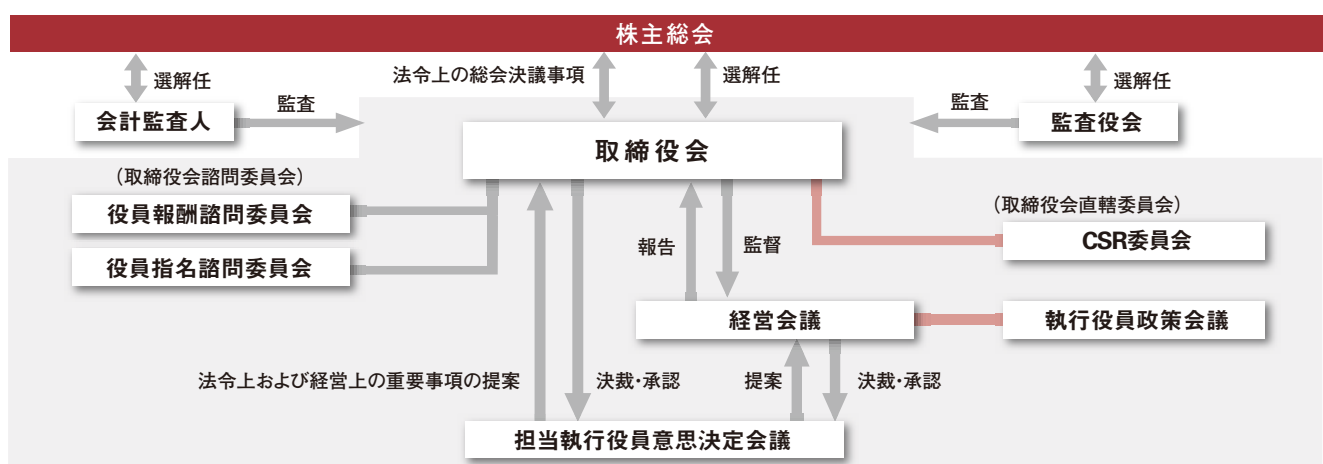 株主総会
選解任
法令上の総会決議事項
選解任
選解任
会計監査人
監査
監査
監査役会
取締役会
（取締役会諮問委員会）
役員報酬諮問委員会
役員指名諮問委員会
（取締役会直轄委員会）
CSR委員会
報告
監督
経営会議
執行役員政策会議
法令上および経営上の重要事項の提案
決裁・承認
提案
決裁・承認
担当執行役員意思決定会議